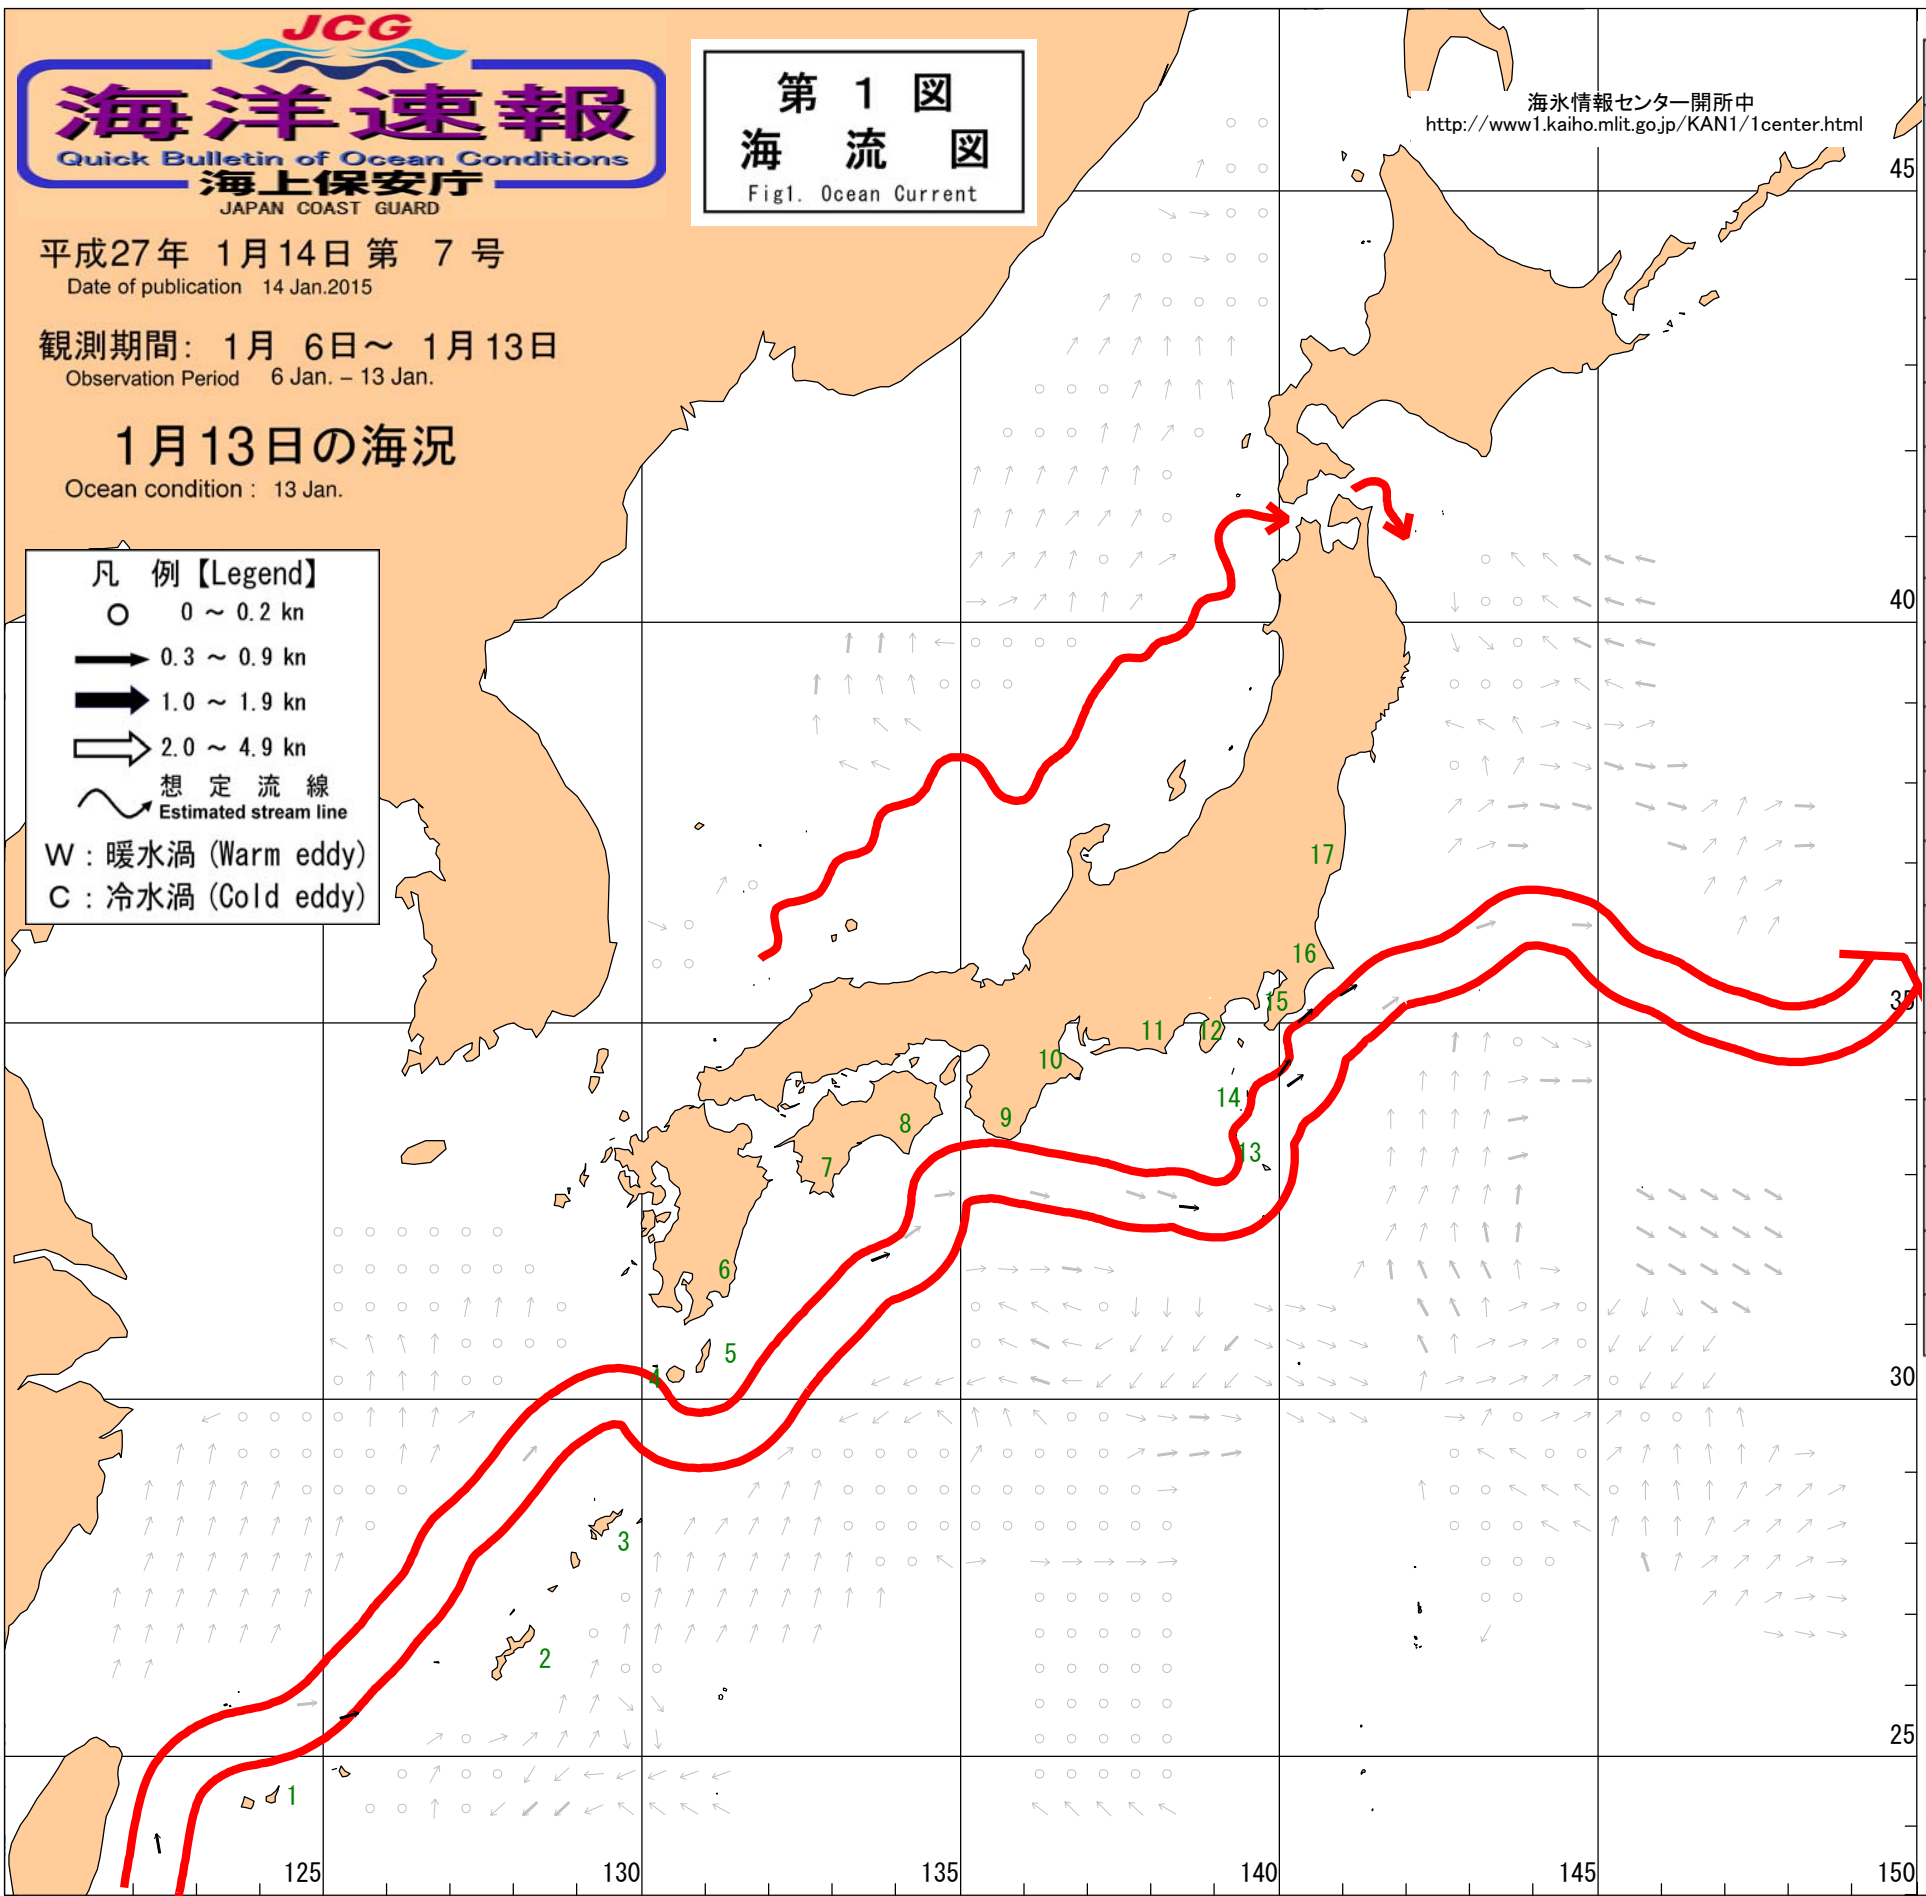 JCG
海洋速報
Quick Bulletin of Ocean Conditions
海上保安庁
JAPAN COAST GUARD
平成27年 1月14日 第 7 号
Date of publication 14 Jan.2015
観測期間: 1月 6日～ 1月13日
Observation Period 6 Jan. – 13 Jan.
1月13日の海況
Ocean condition : 13 Jan.
第 1 図
海 流 図
Fig1. Ocean Current
海氷情報センター開所中
http://www1.kaiho.mlit.go.jp/KAN1/1center.html
凡 例【Legend】
0 ～ 0.2 kn
0.3 ～ 0.9 kn
1.0 ～ 1.9 kn
2.0 ～ 4.9 kn
想 定 流 線
Estimated stream line
W : 暖水渦 (Warm eddy)
C : 冷水渦 (Cold eddy)
45
40
17
16
15
35
12
11
10
14
9
8
13
7
6
5
4
30
3
2
25
1
125
130
135
140
145
150